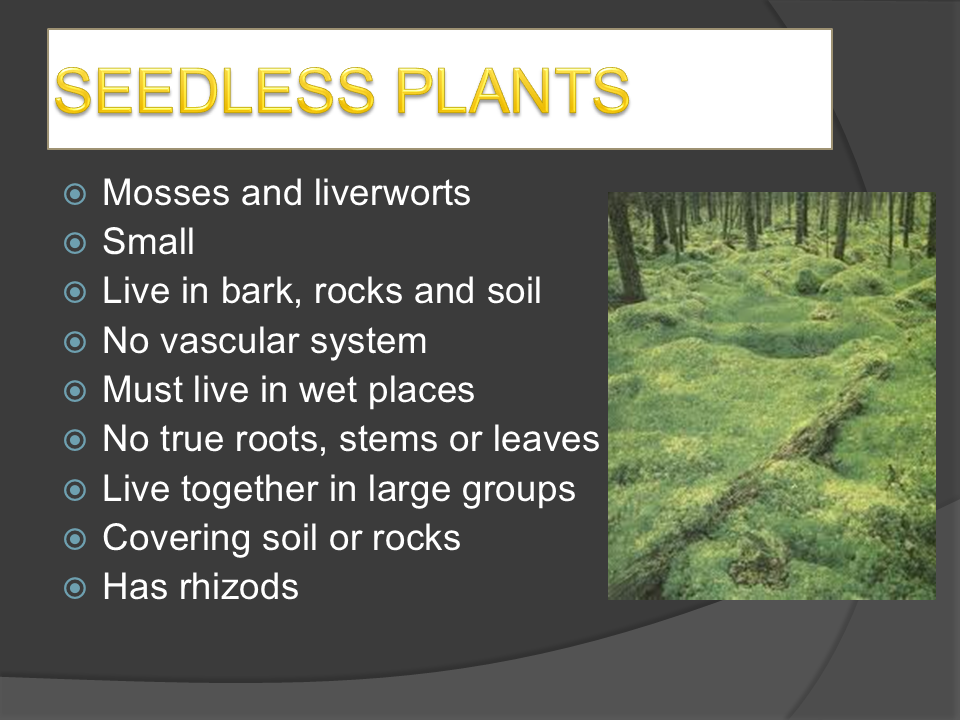 SEEDLESS PLANTS
Mosses and liverworts
Small
Live in bark, rocks and soil
No vascular system
Must live in wet places
No true roots, stems or leaves
Live together in large groups
Covering soil or rocks
Has rhizods